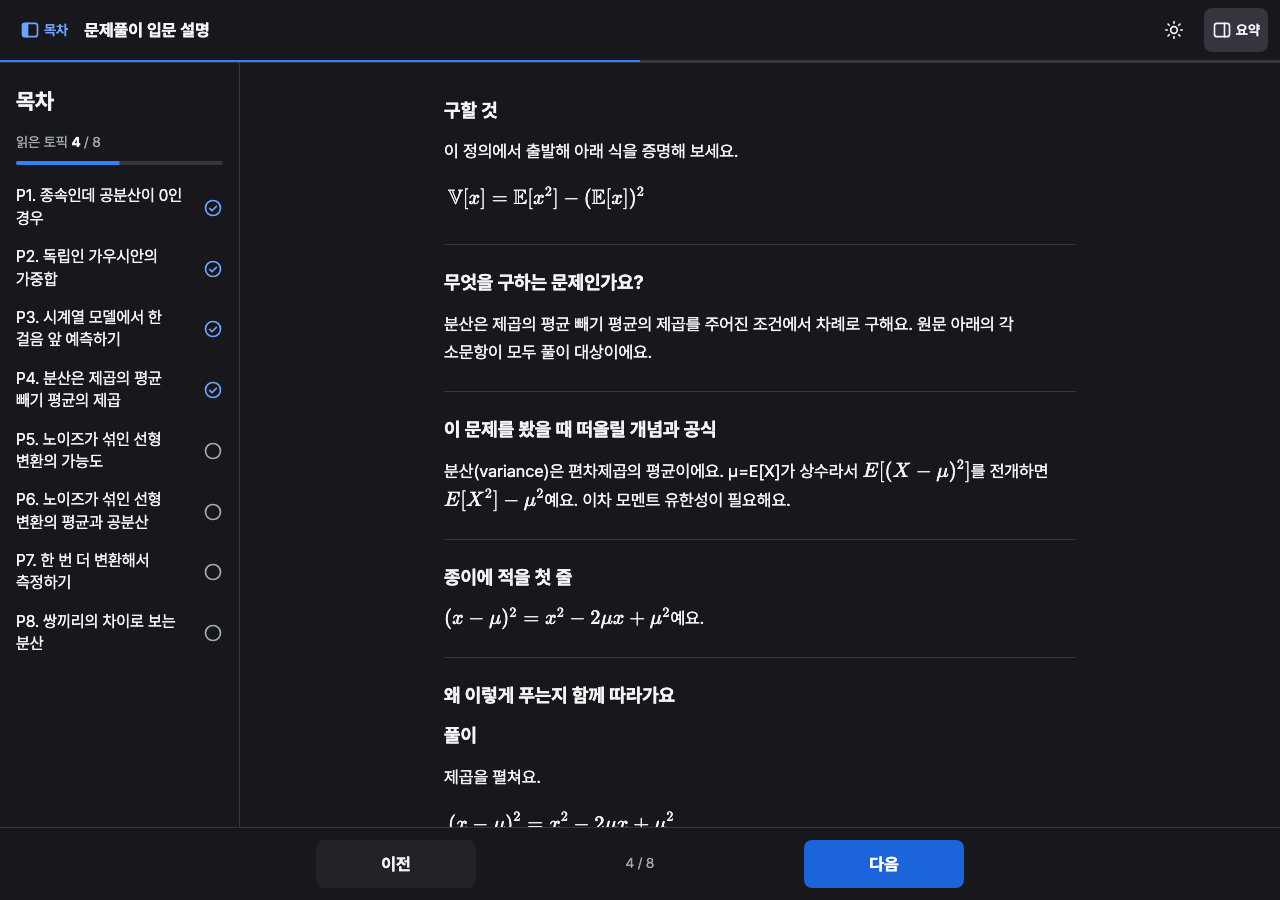 목차
문제풀이 입문 설명
요약
목차
읽은 토픽 4 / 8
P1. 종속인데 공분산이 0인
경우
P2. 독립인 가우시안의
가중합
P3. 시계열 모델에서 한
걸음 앞 예측하기
P4. 분산은 제곱의 평균
빼기 평균의 제곱
P5. 노이즈가 섞인 선형
변환의 가능도
P6. 노이즈가 섞인 선형
변환의 평균과 공분산
P7. 한 번 더 변환해서
측정하기
P8. 쌍끼리의 차이로 보는
분산
구할 것
이 정의에서 출발해 아래 식을 증명해 보세요.
𝕍[x] = 𝔼[x²] − (𝔼[x])²
무엇을 구하는 문제인가요?
분산은 제곱의 평균 빼기 평균의 제곱를 주어진 조건에서 차례로 구해요. 원문 아래의 각
소문항이 모두 풀이 대상이에요.
이 문제를 봤을 때 떠올릴 개념과 공식
분산(variance)은 편차제곱의 평균이에요. μ=E[X]가 상수라서 E[(X − μ)²]를 전개하면
E[X²] − μ²예요. 이차 모멘트 유한성이 필요해요.
종이에 적을 첫 줄
(x − μ)² = x² − 2μx + μ²예요.
왜 이렇게 푸는지 함께 따라가요
풀이
제곱을 펼쳐요.
(x − μ)² = x² − 2μx + μ²
이전
4 / 8
다음